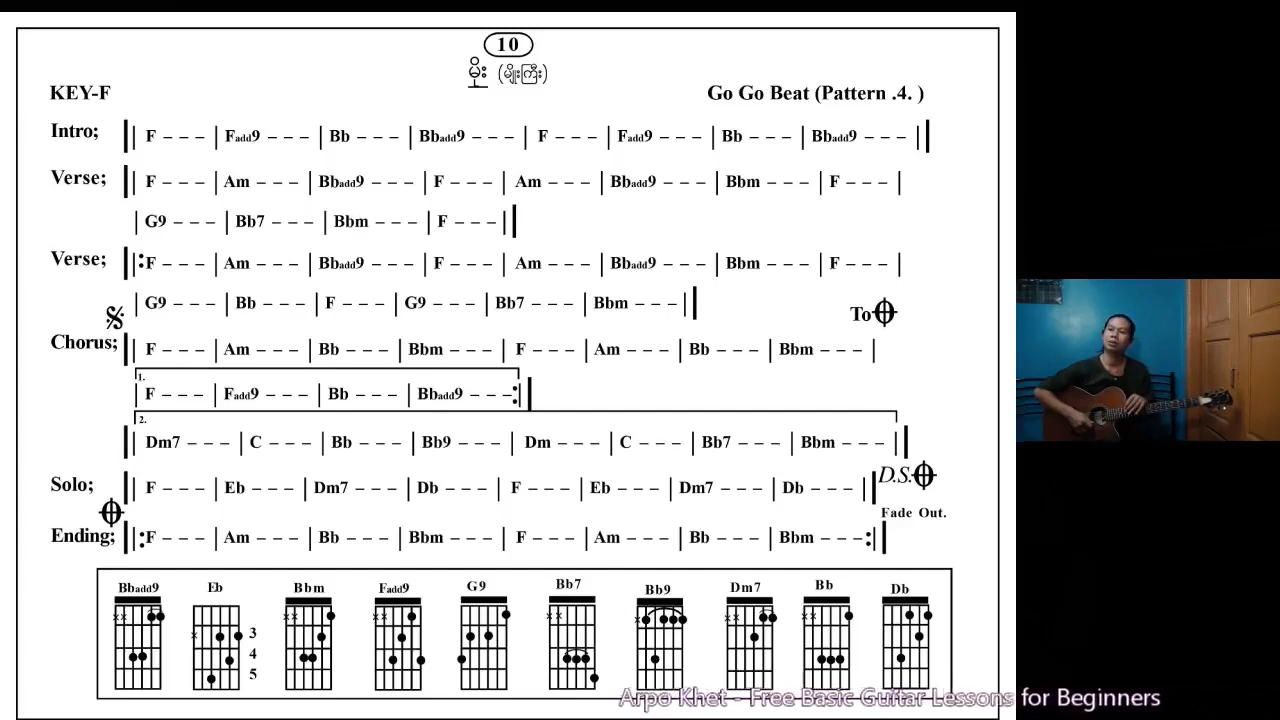 10
မိုး (မျိုးကြီး)
KEY-F Go Go Beat (Pattern .4. )
Intro; F – – – | Fadd9 – – – | Bb – – – | Bbadd9 – – – | F – – – | Fadd9 – – – | Bb – – – | Bbadd9 – – – |
Verse; F – – – | Am – – – | Bbadd9 – – – | F – – – | Am – – – | Bbadd9 – – – | Bbm – – – | F – – – |
| G9 – – – | Bb7 – – – | Bbm – – – | F – – – |
Verse; |: F – – – | Am – – – | Bbadd9 – – – | F – – – | Am – – – | Bbadd9 – – – | Bbm – – – | F – – – |
| G9 – – – | Bb – – – | F – – – | G9 – – – | Bb7 – – – | Bbm – – – |
To
Chorus; F – – – | Am – – – | Bb – – – | Bbm – – – | F – – – | Am – – – | Bb – – – | Bbm – – – |
1.
| F – – – | Fadd9 – – – | Bb – – – | Bbadd9 – – – :|
2.
| Dm7 – – – | C – – – | Bb – – – | Bb9 – – – | Dm – – – | C – – – | Bb7 – – – | Bbm – – – |
Solo; F – – – | Eb – – – | Dm7 – – – | Db – – – | F – – – | Eb – – – | Dm7 – – – | Db – – – | D.S.
Fade Out.
Ending; |: F – – – | Am – – – | Bb – – – | Bbm – – – | F – – – | Am – – – | Bb – – – | Bbm – – – :|
Bbadd9 Eb Bbm Fadd9 G9 Bb7 Bb9 Dm7 Bb Db
x x x x x x x x x x x x x x
3
4
5
Arpo Khet - Free Basic Guitar Lessons for Beginners